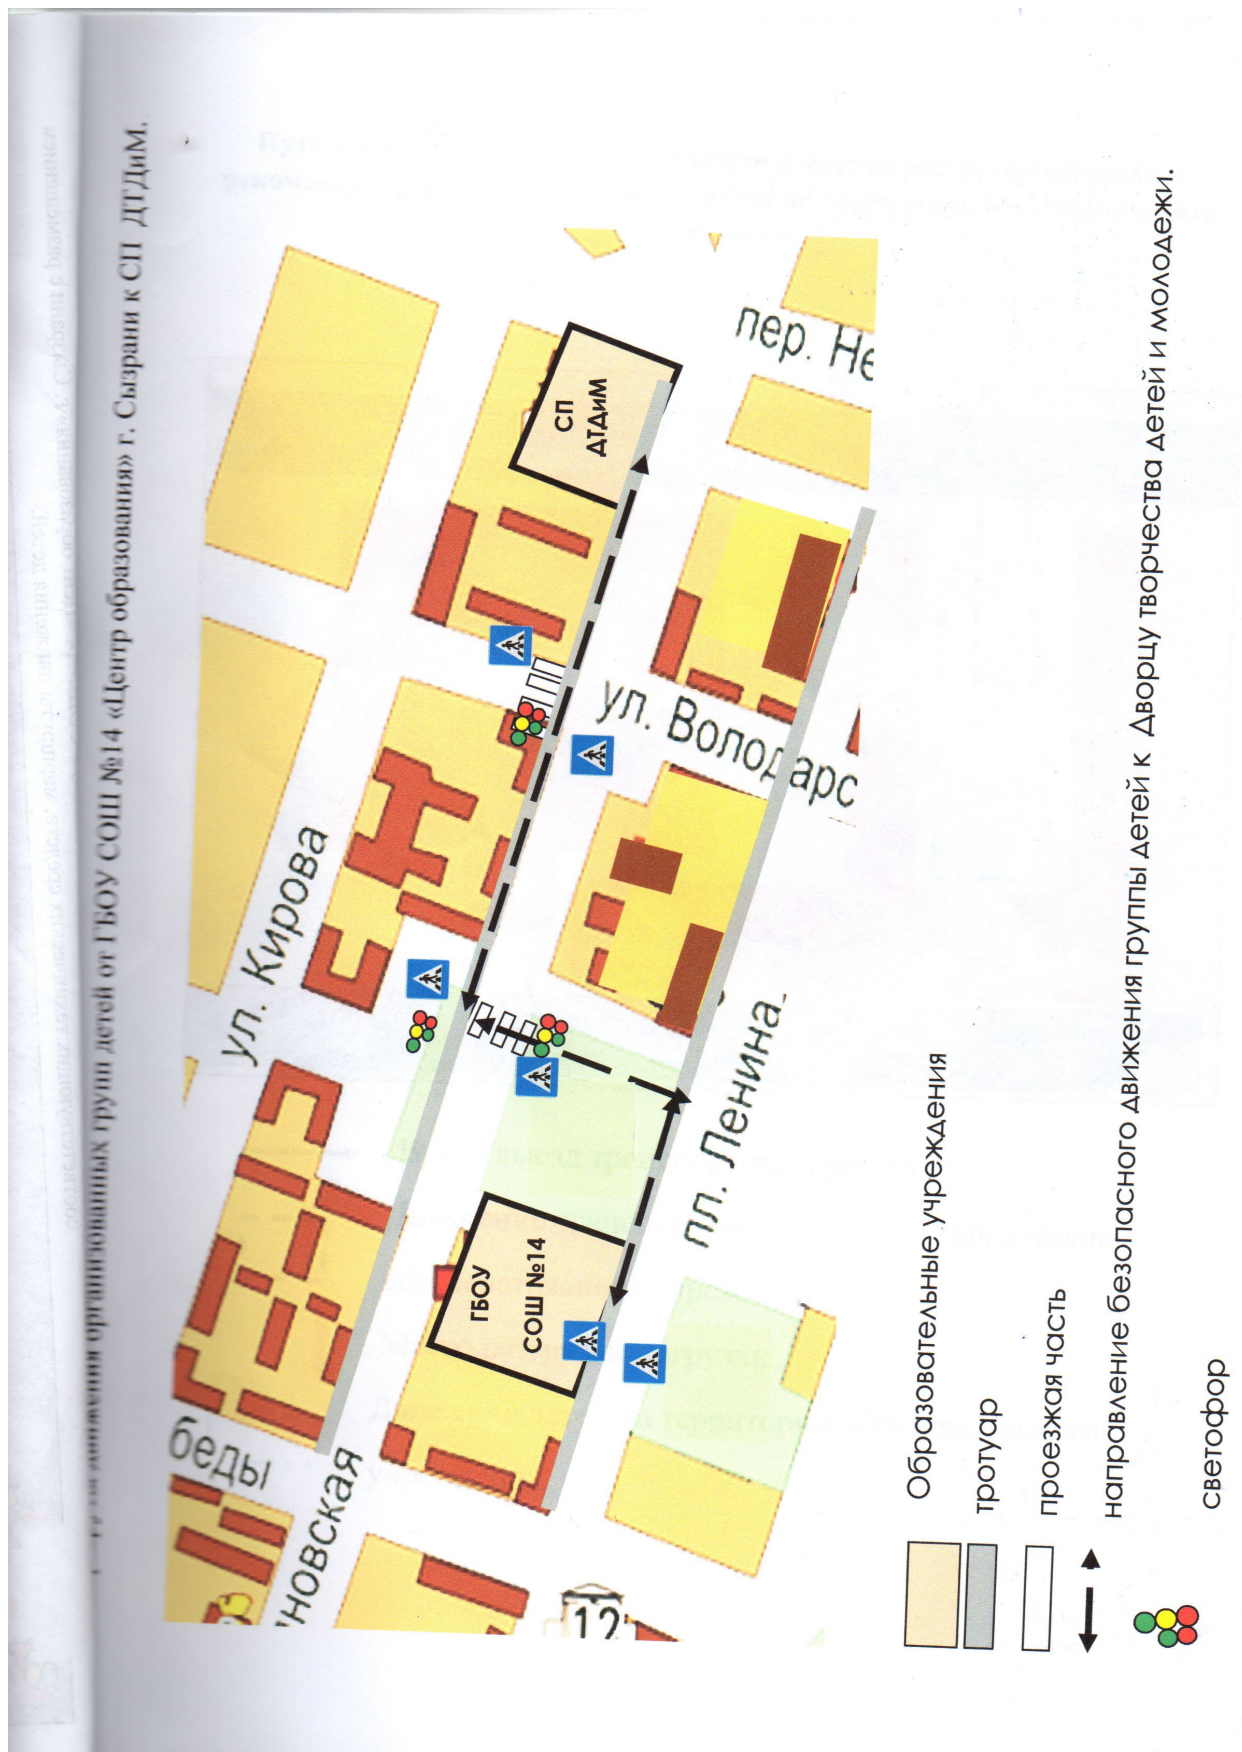 движения организованных групп детей от ГБОУ СОШ №14 «Центр образования» г. Сызрани к СП ДТДиМ.
ул. Кирова
СП
ДТДиМ
пер. Не
ул. Володарс
ГБОУ
СОШ №14
пл. Ленина
беды
новская
12
Образовательные учреждения
тротуар
проезжая часть
направление безопасного движения группы детей к Дворцу творчества детей и молодежи.
светофор